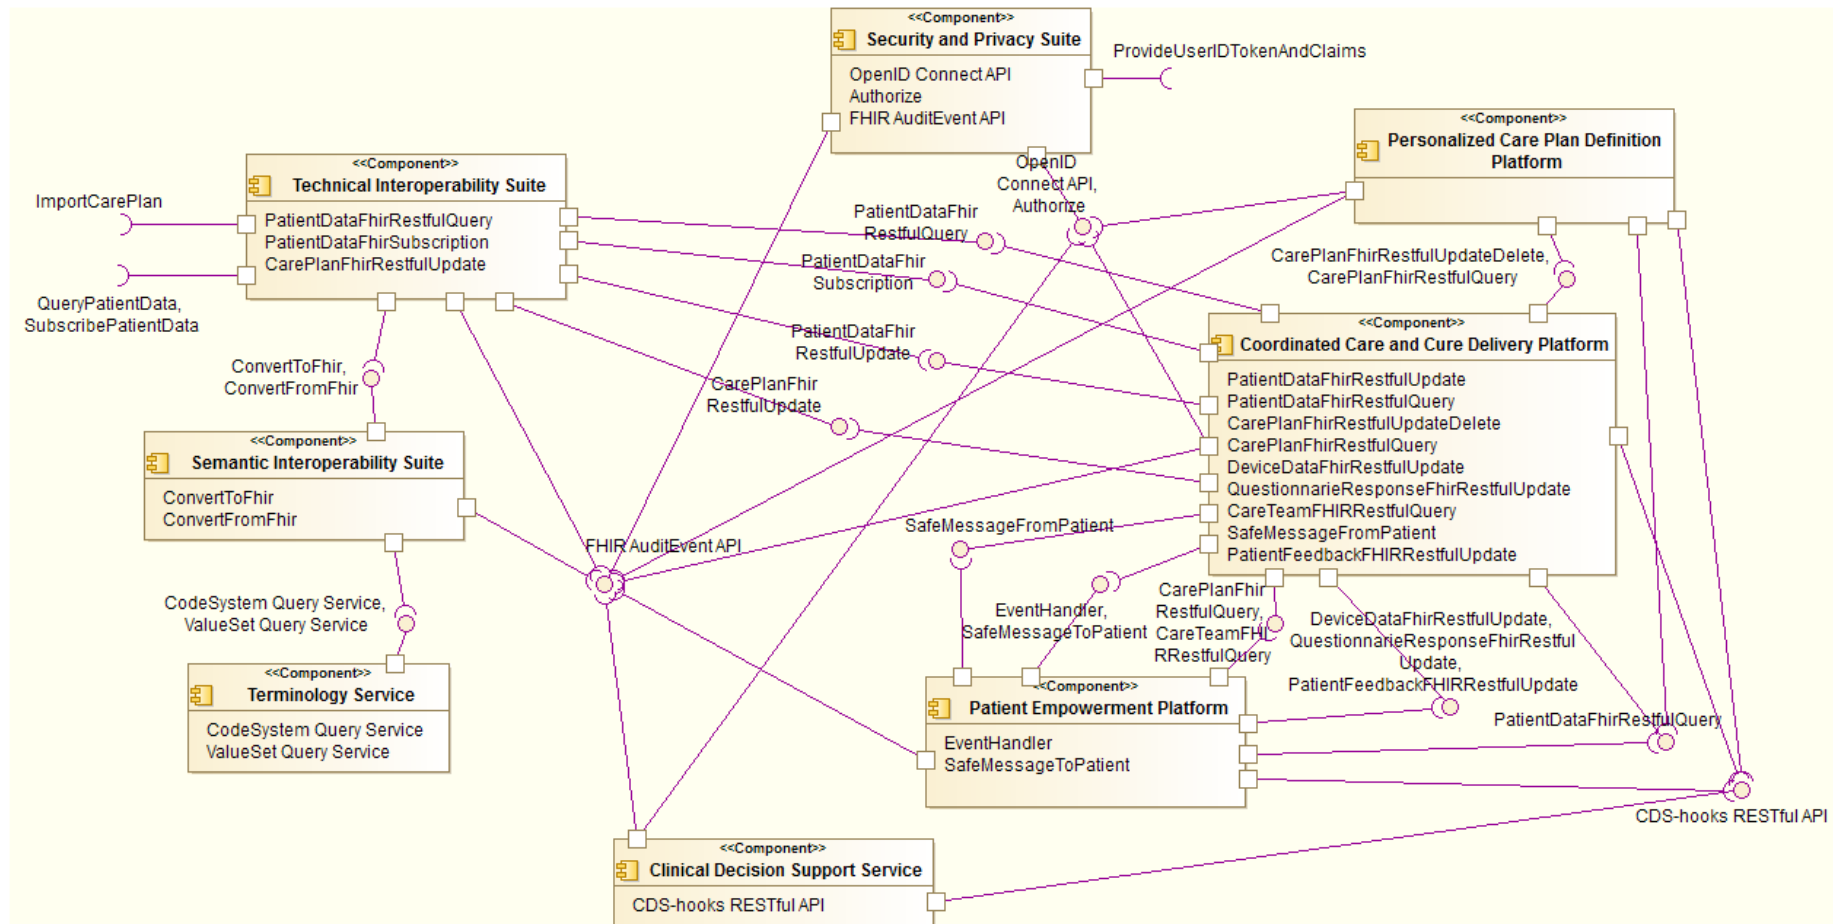 <<Component>>
Security and Privacy Suite
OpenID Connect API
Authorize
FHIR AuditEvent API
ProvideUserIDTokenAndClaims
<<Component>>
Personalized Care Plan Definition
Platform
<<Component>>
Technical Interoperability Suite
PatientDataFhirRestfulQuery
PatientDataFhirSubscription
CarePlanFhirRestfulUpdate
ImportCarePlan
QueryPatientData,
SubscribePatientData
OpenID
Connect API,
Authorize
PatientDataFhir
RestfulQuery
PatientDataFhir
Subscription
PatientDataFhir
RestfulUpdate
CarePlanFhir
RestfulUpdate
CarePlanFhirRestfulUpdateDelete,
CarePlanFhirRestfulQuery
<<Component>>
Coordinated Care and Cure Delivery Platform
PatientDataFhirRestfulUpdate
PatientDataFhirRestfulQuery
CarePlanFhirRestfulUpdateDelete
CarePlanFhirRestfulQuery
DeviceDataFhirRestfulUpdate
QuestionnarieResponseFhirRestfulUpdate
CareTeamFHIRRestfulQuery
SafeMessageFromPatient
PatientFeedbackFHIRRestfulUpdate
ConvertToFhir,
ConvertFromFhir
<<Component>>
Semantic Interoperability Suite
ConvertToFhir
ConvertFromFhir
FHIR AuditEvent API
SafeMessageFromPatient
EventHandler,
SafeMessageToPatient
CarePlanFhir
RestfulQuery,
CareTeamFHI
RRestfulQuery
DeviceDataFhirRestfulUpdate,
QuestionnarieResponseFhirRestful
Update,
PatientFeedbackFHIRRestfulUpdate
CodeSystem Query Service,
ValueSet Query Service
<<Component>>
Terminology Service
CodeSystem Query Service
ValueSet Query Service
<<Component>>
Patient Empowerment Platform
EventHandler
SafeMessageToPatient
PatientDataFhirRestfulQuery
CDS-hooks RESTful API
<<Component>>
Clinical Decision Support Service
CDS-hooks RESTful API